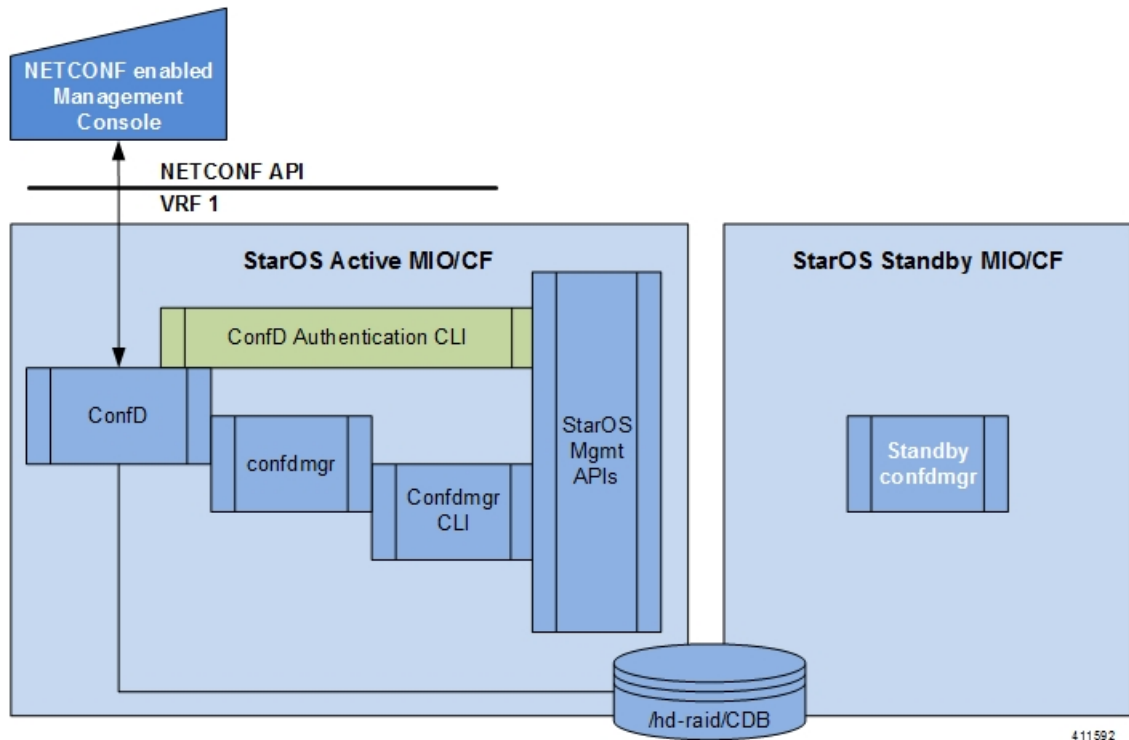 NETCONF enabled
Management
Console
NETCONF API
VRF 1
StarOS Active MIO/CF
StarOS Standby MIO/CF
ConfD Authentication CLI
ConfD
confdmgr
Confdmgr
CLI
StarOS
Mgmt
APIs
Standby
confdmgr
/hd-raid/CDB
411592